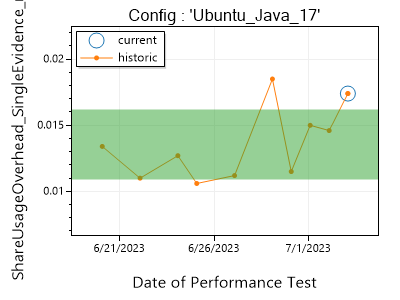 Config : 'Ubuntu_Java_17'
current
historic
ShareUsageOverhead_SingleEvidence_
0.02
0.015
0.01
6/21/2023
6/26/2023
7/1/2023
Date of Performance Test